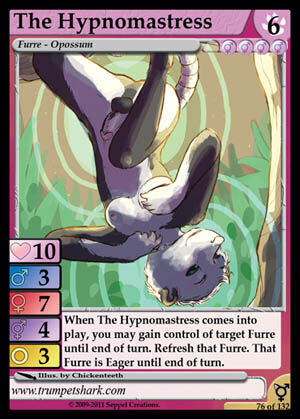 The Hypnomastress
6
Furre - Opossum
10
3
7
4
3
When The Hypnomastress comes into
play, you may gain control of target Furre
until end of turn. Refresh that Furre. That
Furre is Eager until end of turn.
Illus. by Chickenteeth
www.trumpetshark.com
76 of 132
© 2009-2011 Seppel Creations.